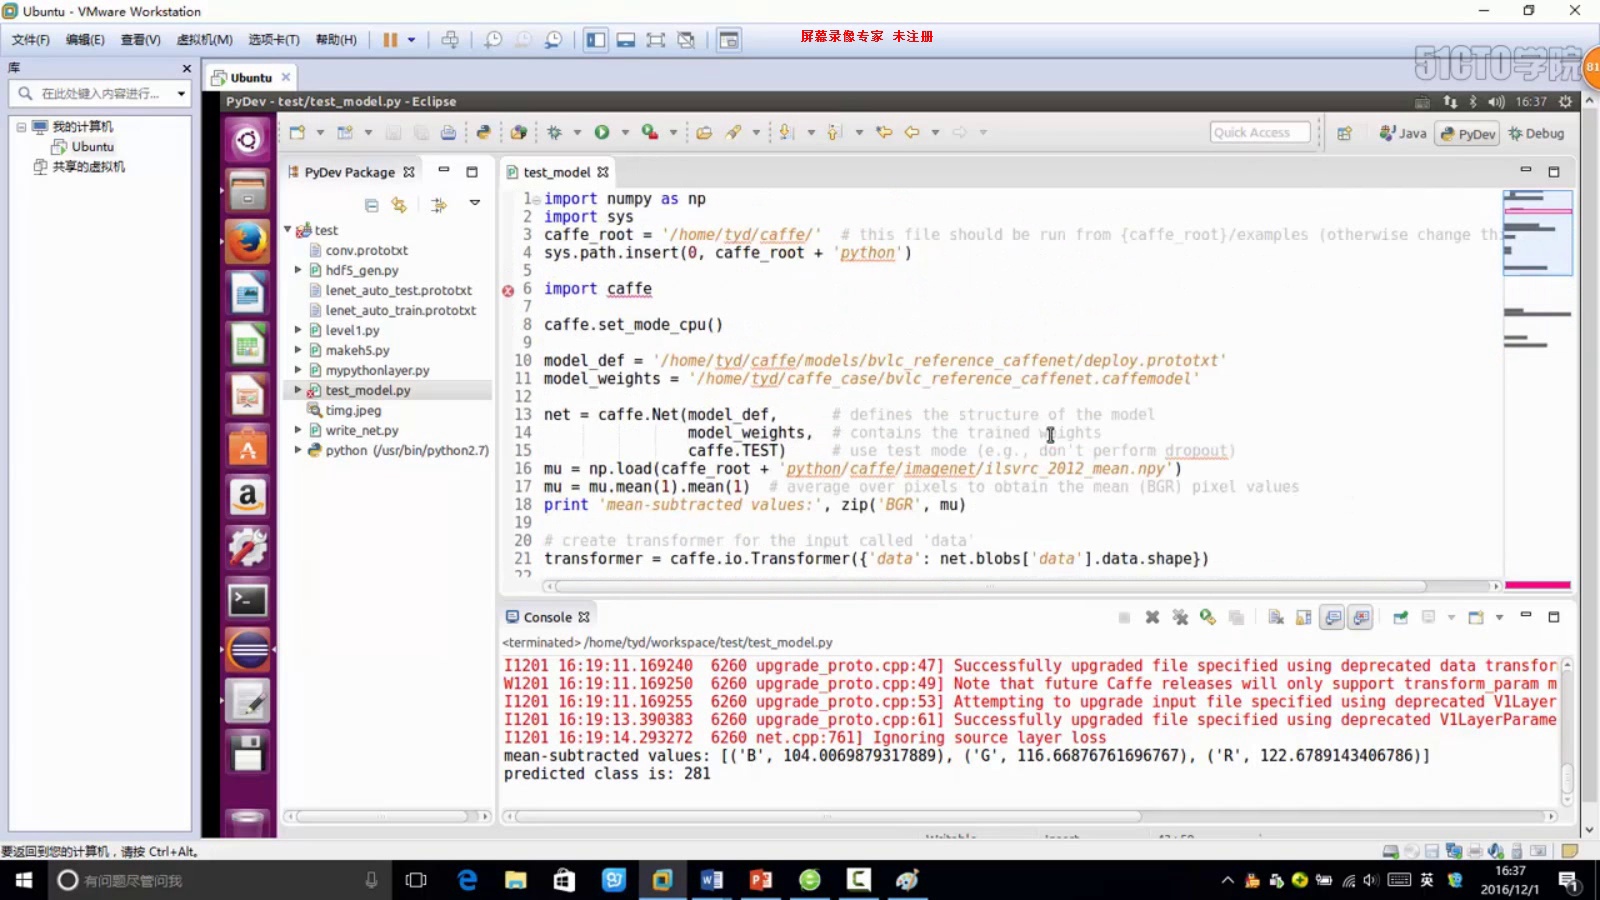 Ubuntu - VMware Workstation
文件(F) 编辑(E) 查看(V) 虚拟机(M) 选项卡(T) 帮助(H)
屏幕录像专家 未注册
51CTO学院
81
库
Ubuntu
在此处键入内容进行...
我的计算机
Ubuntu
共享的虚拟机
PyDev - test/test_model.py - Eclipse
16:37
Quick Access
Java
PyDev
Debug
PyDev Package
test
conv.prototxt
hdf5_gen.py
lenet_auto_test.prototxt
lenet_auto_train.prototxt
level1.py
makeh5.py
mypythonlayer.py
test_model.py
timg.jpeg
write_net.py
python (/usr/bin/python2.7)
test_model
1 import numpy as np
2 import sys
3 caffe_root = '/home/tyd/caffe/'  # this file should be run from {caffe_root}/examples (otherwise change th
4 sys.path.insert(0, caffe_root + 'python')
5
6 import caffe
7
8 caffe.set_mode_cpu()
9
10 model_def = '/home/tyd/caffe/models/bvlc_reference_caffenet/deploy.prototxt'
11 model_weights = '/home/tyd/caffe_case/bvlc_reference_caffenet.caffemodel'
12
13 net = caffe.Net(model_def,      # defines the structure of the model
14                 model_weights,  # contains the trained weights
15                 caffe.TEST)     # use test mode (e.g., don't perform dropout)
16 mu = np.load(caffe_root + 'python/caffe/imagenet/ilsvrc_2012_mean.npy')
17 mu = mu.mean(1).mean(1)  # average over pixels to obtain the mean (BGR) pixel values
18 print 'mean-subtracted values:', zip('BGR', mu)
19
20 # create transformer for the input called 'data'
21 transformer = caffe.io.Transformer({'data': net.blobs['data'].data.shape})
22
Console
<terminated> /home/tyd/workspace/test/test_model.py
I1201 16:19:11.169240  6260 upgrade_proto.cpp:47] Successfully upgraded file specified using deprecated data transfor
W1201 16:19:11.169250  6260 upgrade_proto.cpp:49] Note that future Caffe releases will only support transform_param m
I1201 16:19:11.169255  6260 upgrade_proto.cpp:53] Attempting to upgrade input file specified using deprecated V1Layer
I1201 16:19:13.390383  6260 upgrade_proto.cpp:61] Successfully upgraded file specified using deprecated V1LayerParame
I1201 16:19:14.293272  6260 net.cpp:761] Ignoring source layer loss
mean-subtracted values: [('B', 104.0069879317889), ('G', 116.66876761696767), ('R', 122.6789143406786)]
predicted class is: 281
要返回到您的计算机，请按 Ctrl+Alt。
有问题尽管问我
英
16:37
2016/12/1
1